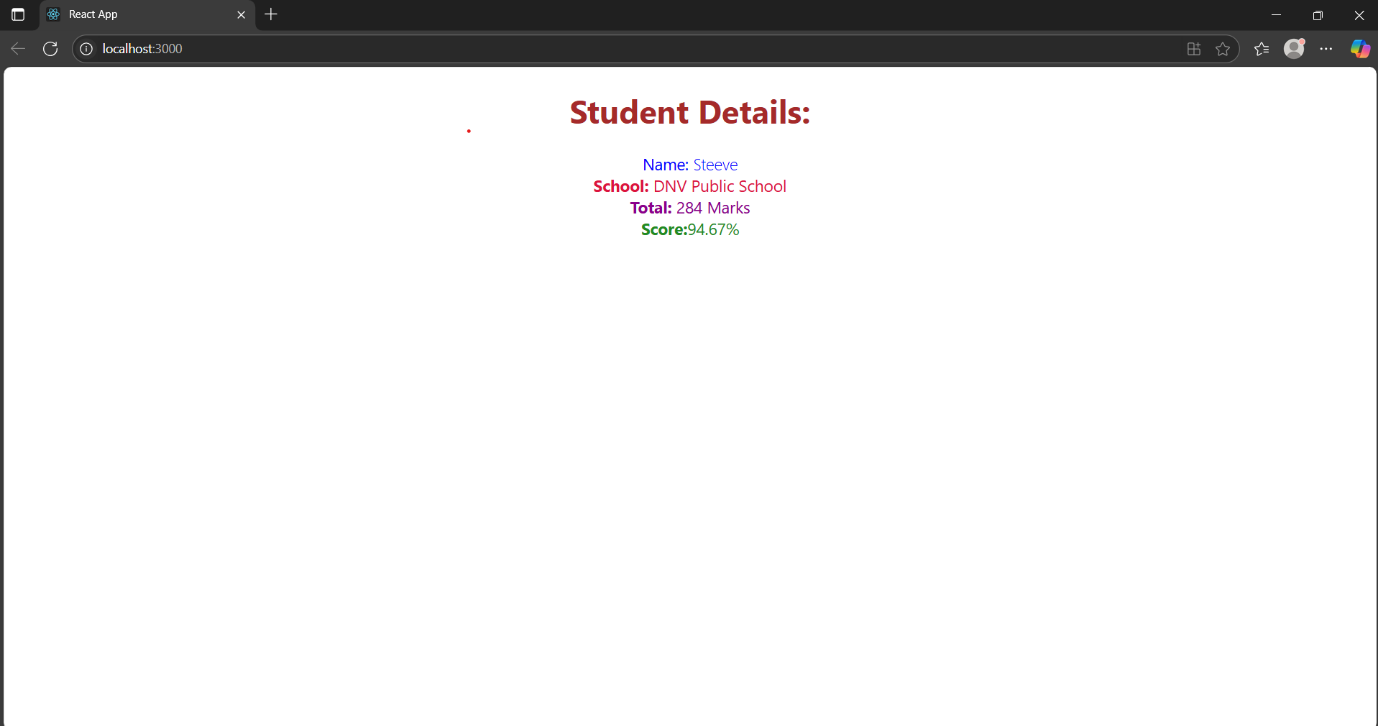 React App
localhost:3000
Student Details:
Name: Steeve
School: DNV Public School
Total: 284 Marks
Score:94.67%